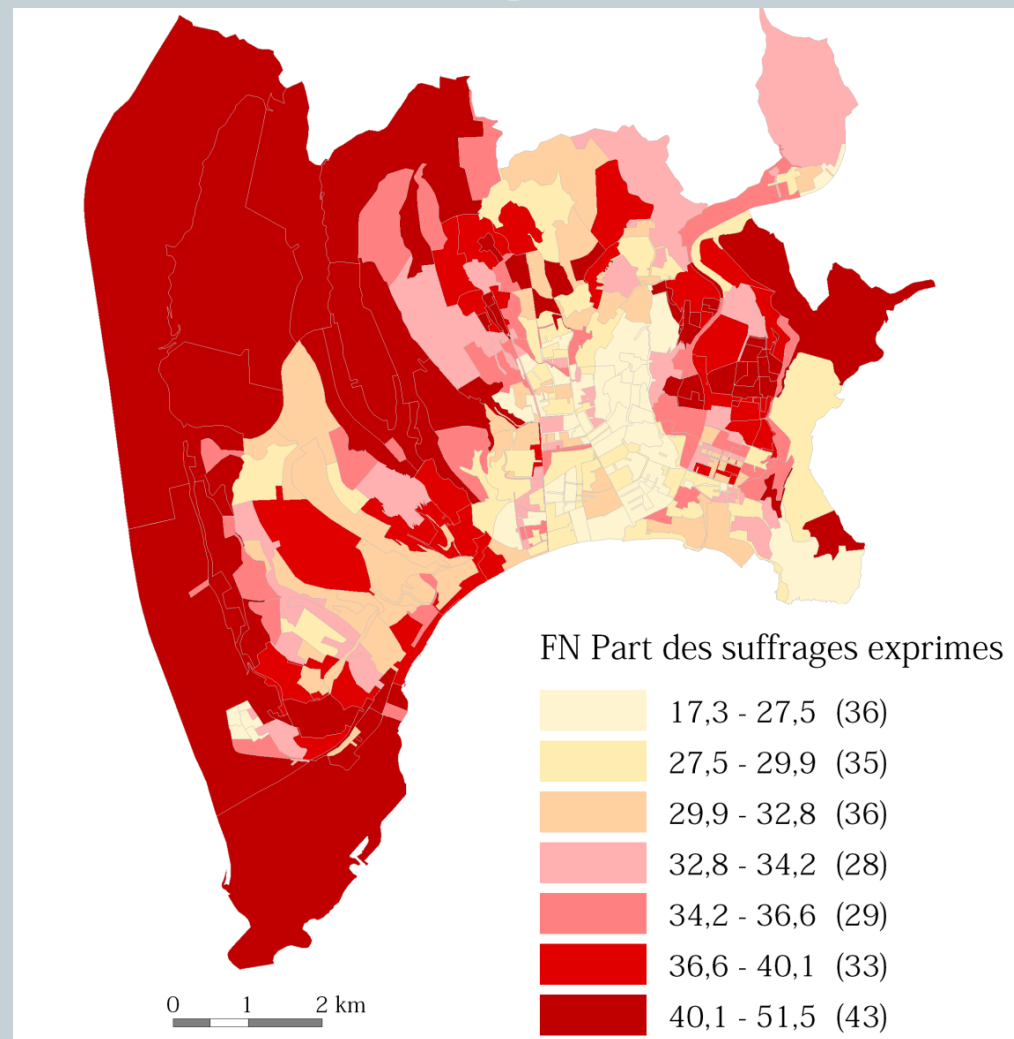 FN Part des suffrages exprimes
17,3 - 27,5 (36)
27,5 - 29,9 (35)
29,9 - 32,8 (36)
32,8 - 34,2 (28)
34,2 - 36,6 (29)
36,6 - 40,1 (33)
40,1 - 51,5 (43)
0 1 2 km